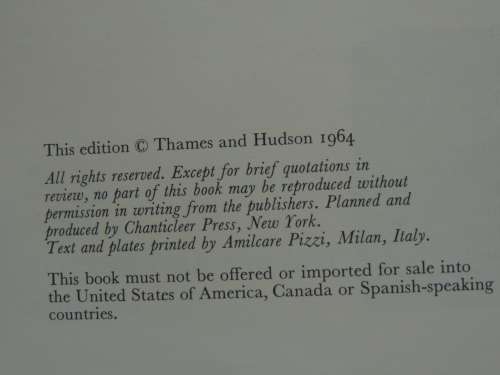 This edition © Thames and Hudson 1964
All rights reserved. Except for brief quotations in
review, no part of this book may be reproduced without
permission in writing from the publishers. Planned and
produced by Chanticleer Press, New York.
Text and plates printed by Amilcare Pizzi, Milan, Italy.
This book must not be offered or imported for sale into
the United States of America, Canada or Spanish-speaking
countries.